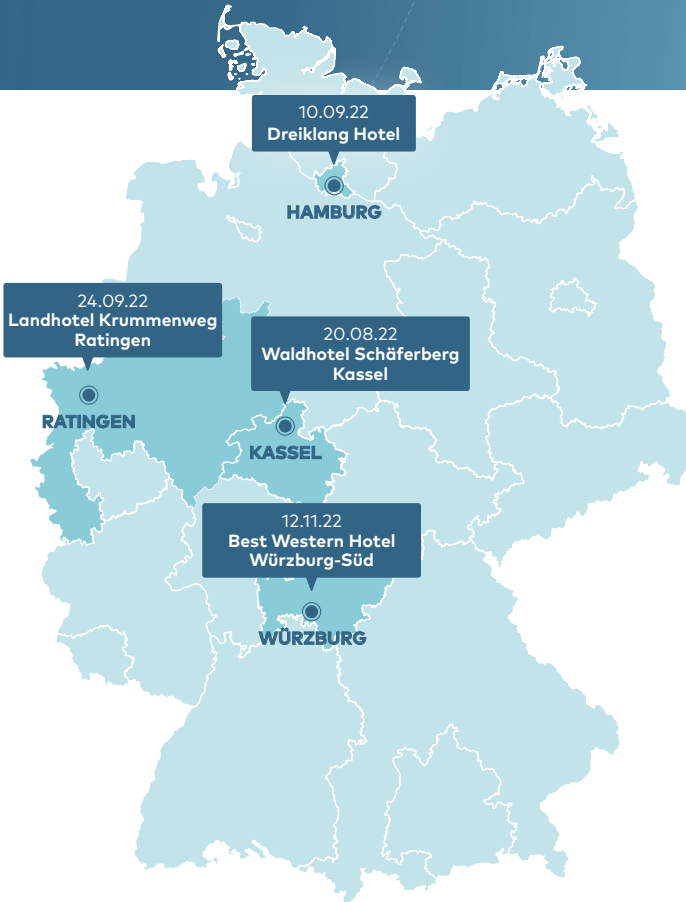 10.09.22
Dreiklang Hotel
HAMBURG
24.09.22
Landhotel Krummenweg
Ratingen
RATINGEN
20.08.22
Waldhotel Schäferberg
Kassel
KASSEL
12.11.22
Best Western Hotel
Würzburg-Süd
WÜRZBURG